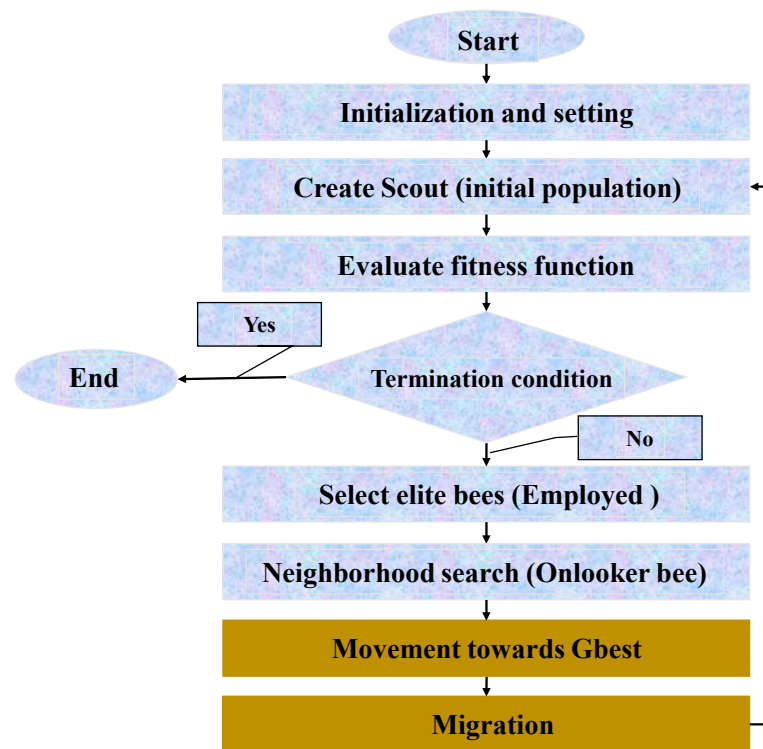 Start
Initialization and setting
Create Scout (initial population)
Evaluate fitness function
Yes
End
Termination condition
No
Select elite bees (Employed )
Neighborhood search (Onlooker bee)
Movement towards Gbest
Migration